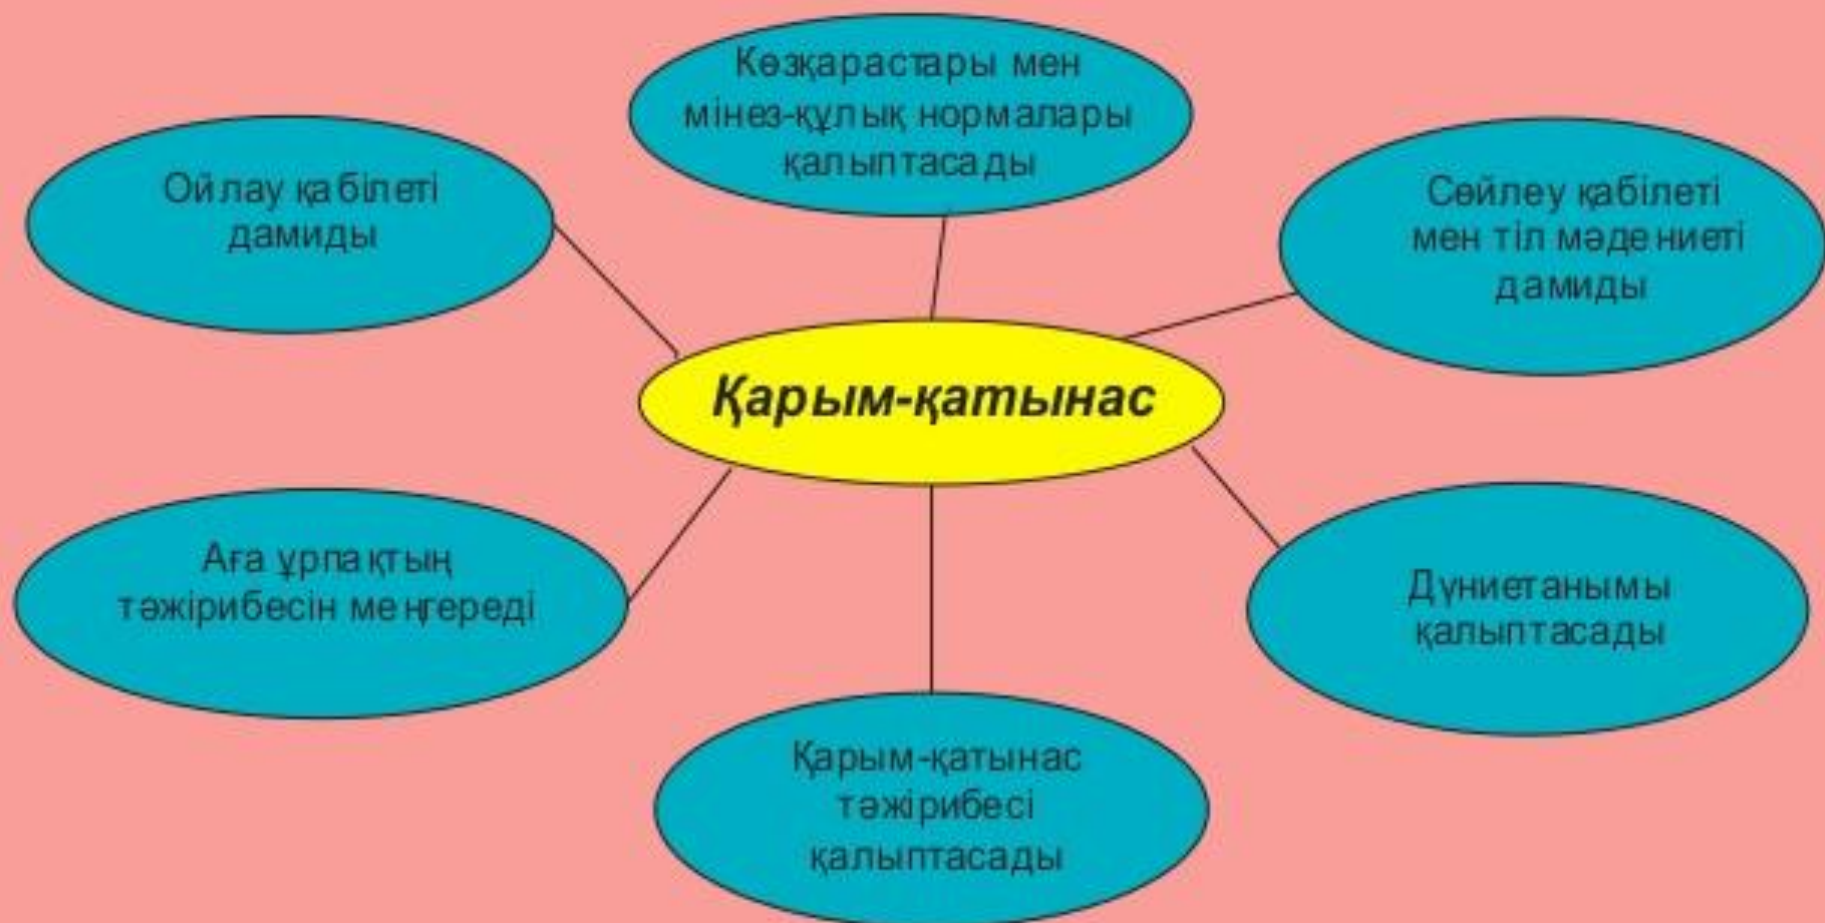 Көзқарастары мен
мінез-құлық нормалары
қалыптасады
Ойлау қабілеті
дамиды
Сөйлеу қабілеті
мен тіл мәдениеті
дамиды
Қарым-қатынас
Аға ұрпақтың
тәжірибесін меңгереді
Дүниетанымы
қалыптасады
Қарым-қатынас
тәжірибесі
қалыптасады